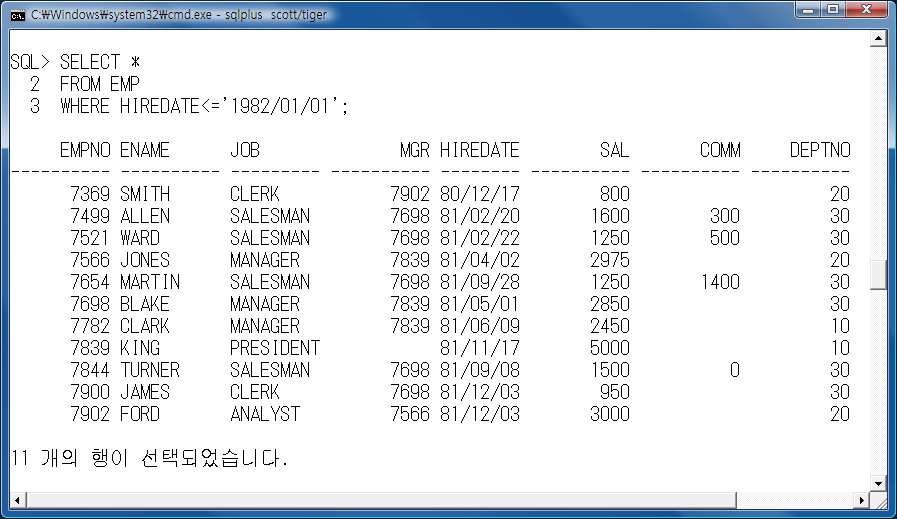 C:₩Windows₩system32₩cmd.exe - sqlplus  scott/tiger
SQL> SELECT *
  2  FROM EMP
  3  WHERE HIREDATE<='1982/01/01';
     EMPNO ENAME      JOB              MGR HIREDATE        SAL       COMM     DEPTNO
---------- ---------- --------- ---------- -------- ---------- ---------- ----------
      7369 SMITH      CLERK           7902 80/12/17        800                    20
      7499 ALLEN      SALESMAN        7698 81/02/20       1600        300         30
      7521 WARD       SALESMAN        7698 81/02/22       1250        500         30
      7566 JONES      MANAGER         7839 81/04/02       2975                    20
      7654 MARTIN     SALESMAN        7698 81/09/28       1250       1400         30
      7698 BLAKE      MANAGER         7839 81/05/01       2850                    30
      7782 CLARK      MANAGER         7839 81/06/09       2450                    10
      7839 KING       PRESIDENT            81/11/17       5000                    10
      7844 TURNER     SALESMAN        7698 81/09/08       1500          0         30
      7900 JAMES      CLERK           7698 81/12/03        950                    30
      7902 FORD       ANALYST         7566 81/12/03       3000                    20
11 개의 행이 선택되었습니다.